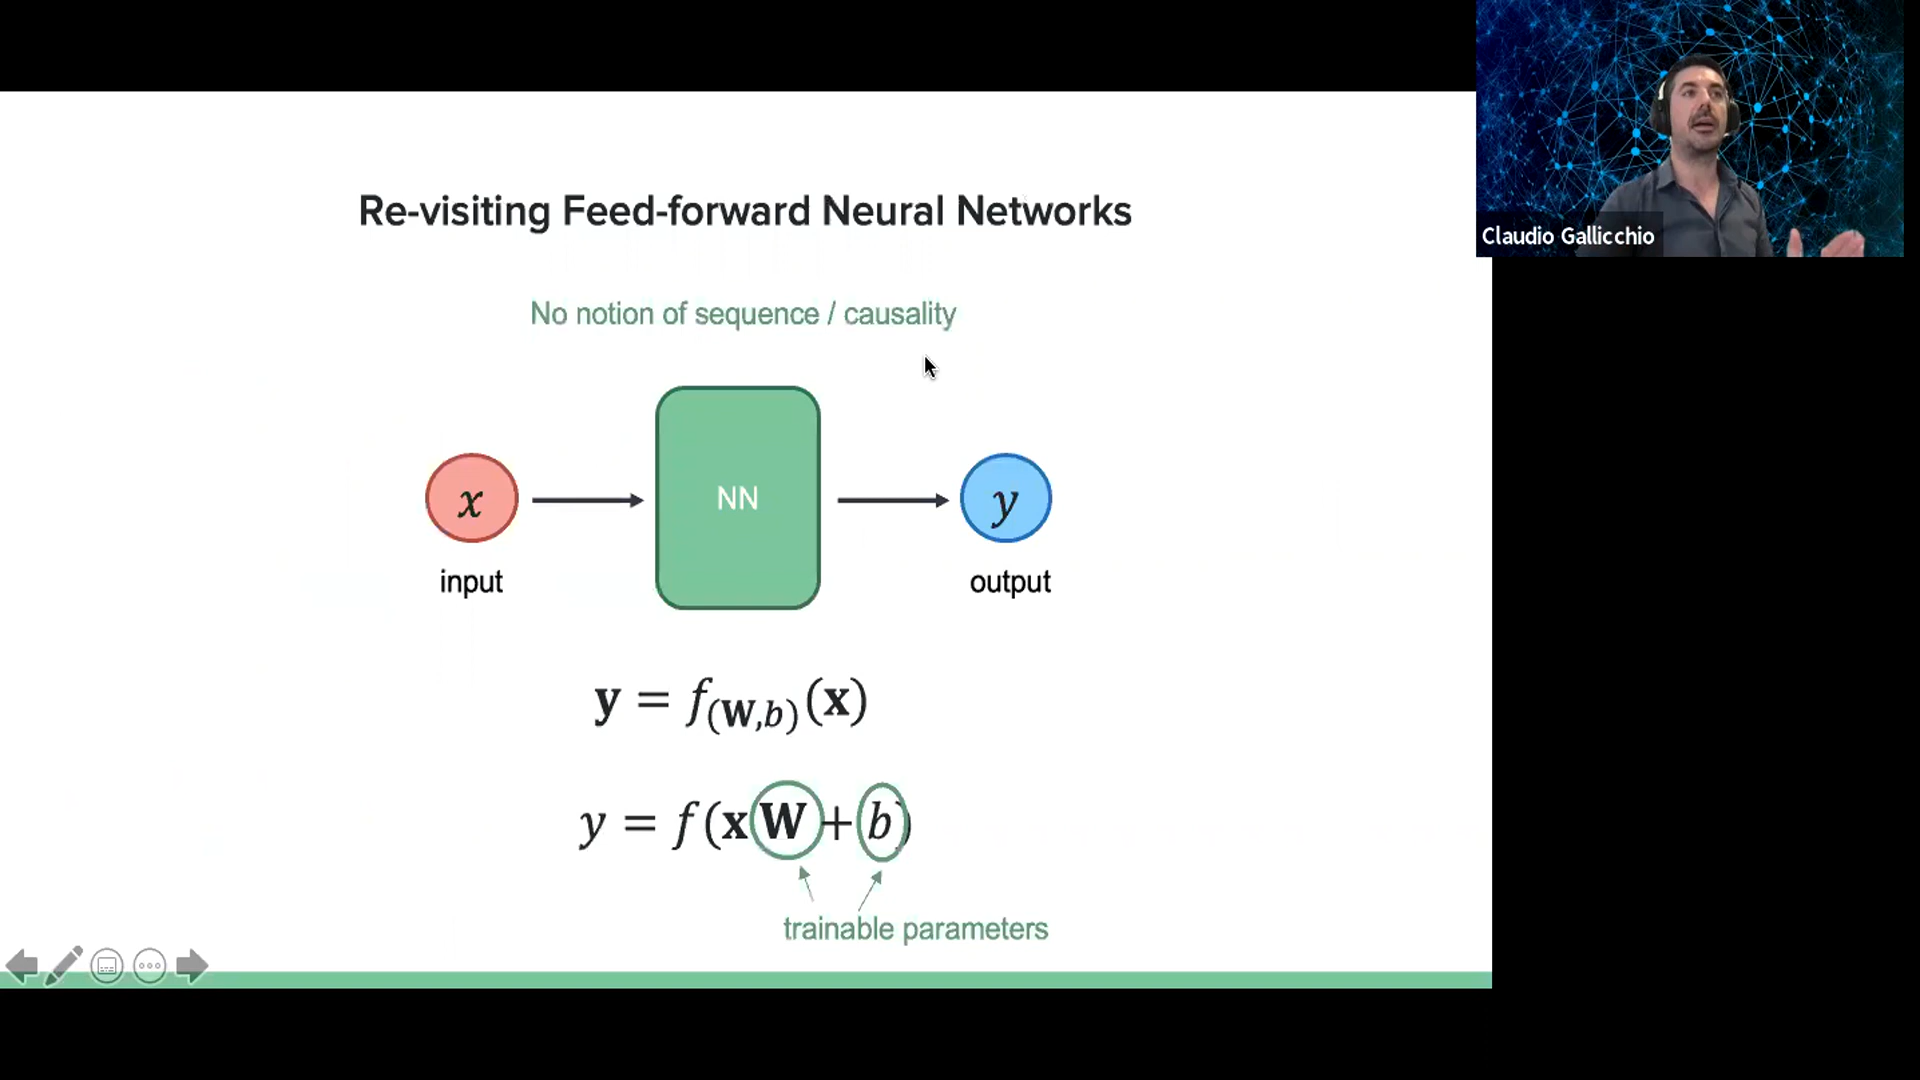 Re-visiting Feed-forward Neural Networks
Claudio Gallicchio
No notion of sequence / causality
x
NN
y
input
output
𝐲 = f₍𝐖,b₎(𝐱)
y = f(𝐱𝐖 + b)
trainable parameters